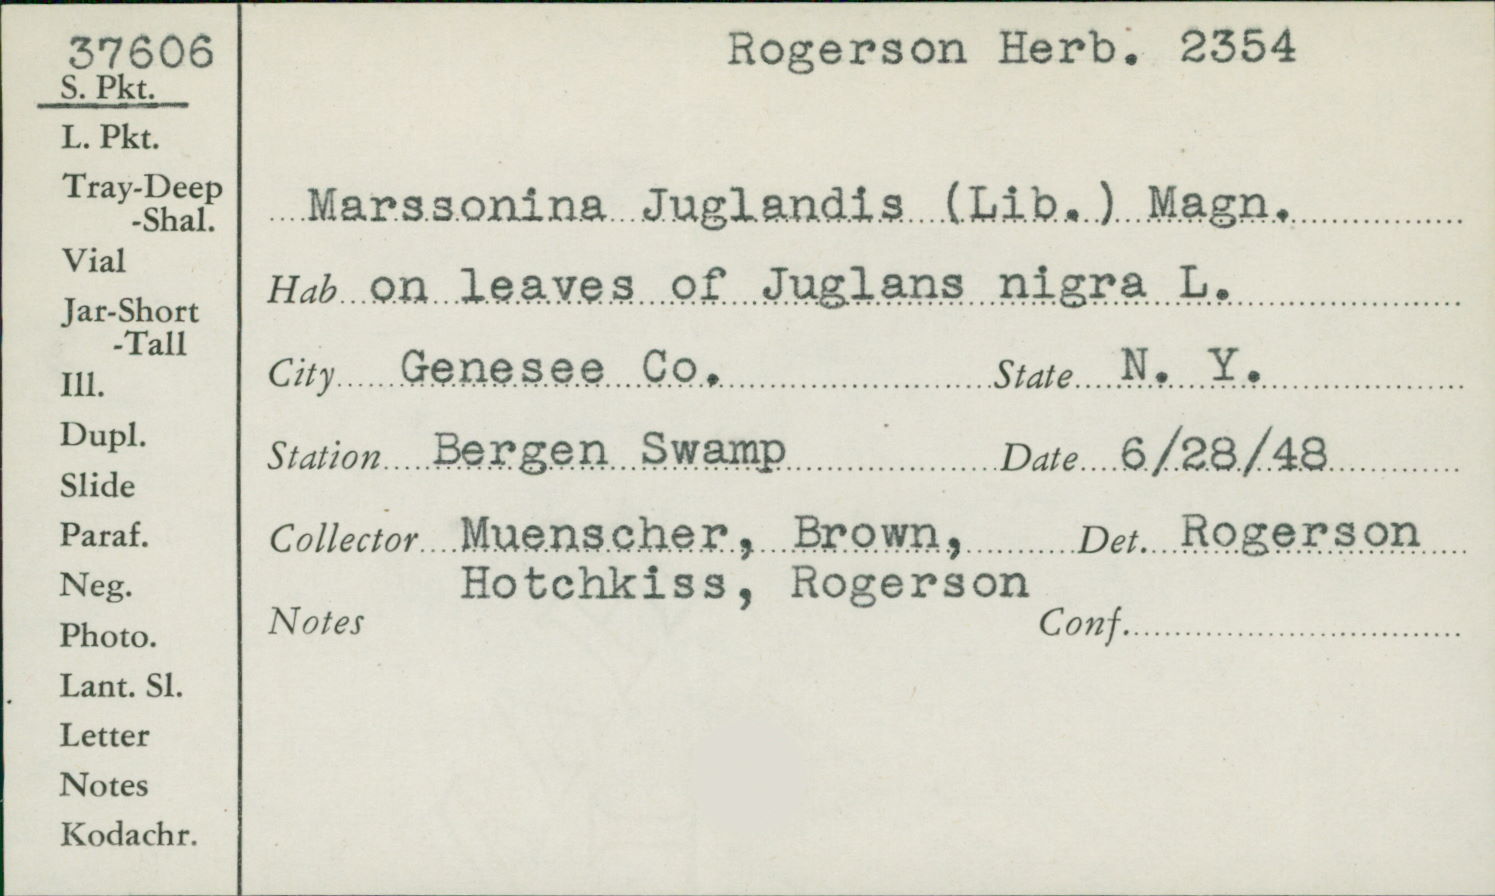 37606
S. Pkt.
L. Pkt.
Tray-Deep
-Shal.
Vial
Jar-Short
-Tall
Ill.
Dupl.
Slide
Paraf.
Neg.
Photo.
Lant. Sl.
Letter
Notes
Kodachr.
Rogerson Herb. 2354
Marssonina Juglandis (Lib.) Magn.
Hab on leaves of Juglans nigra L.
City Genesee Co. State N. Y.
Station Bergen Swamp Date 6/28/48
Collector Muenscher, Brown, Det. Rogerson
Hotchkiss, Rogerson
Notes Conf.